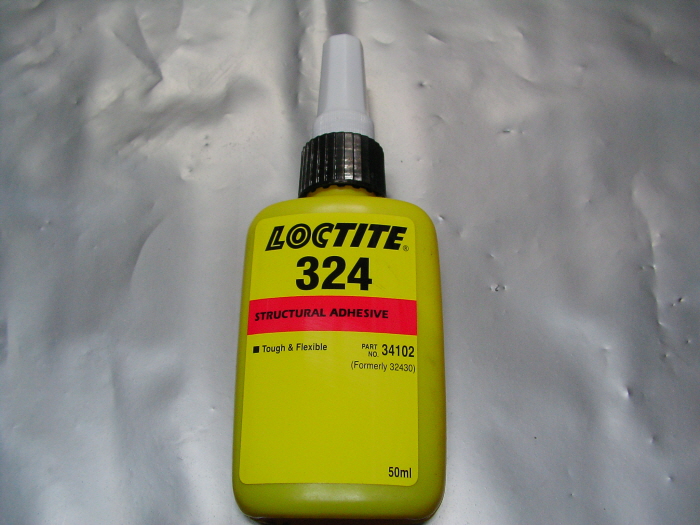 LOCTITE®
324
STRUCTURAL ADHESIVE
■ Tough & Flexible
PART NO. 34102
(Formerly 32430)
50ml